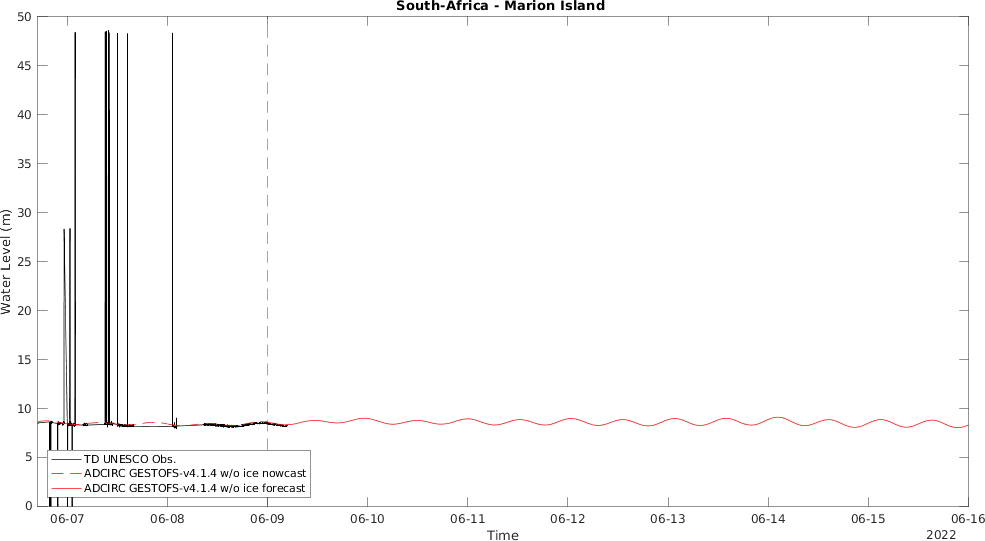 South-Africa - Marion Island
Water Level (m)
50
45
40
35
30
25
20
15
10
5
0
TD UNESCO Obs.
ADCIRC GESTOFS-v4.1.4 w/o ice nowcast
ADCIRC GESTOFS-v4.1.4 w/o ice forecast
06-07 06-08 06-09 06-10 06-11 06-12 06-13 06-14 06-15 06-16
Time
2022